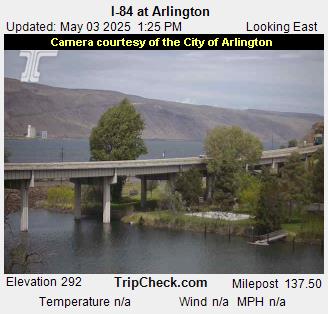 I-84 at Arlington
Updated: May 03 2025 1:25 PM Looking East
Camera courtesy of the City of Arlington
Elevation 292 TripCheck.com Milepost 137.50
Temperature n/a Wind n/a MPH n/a